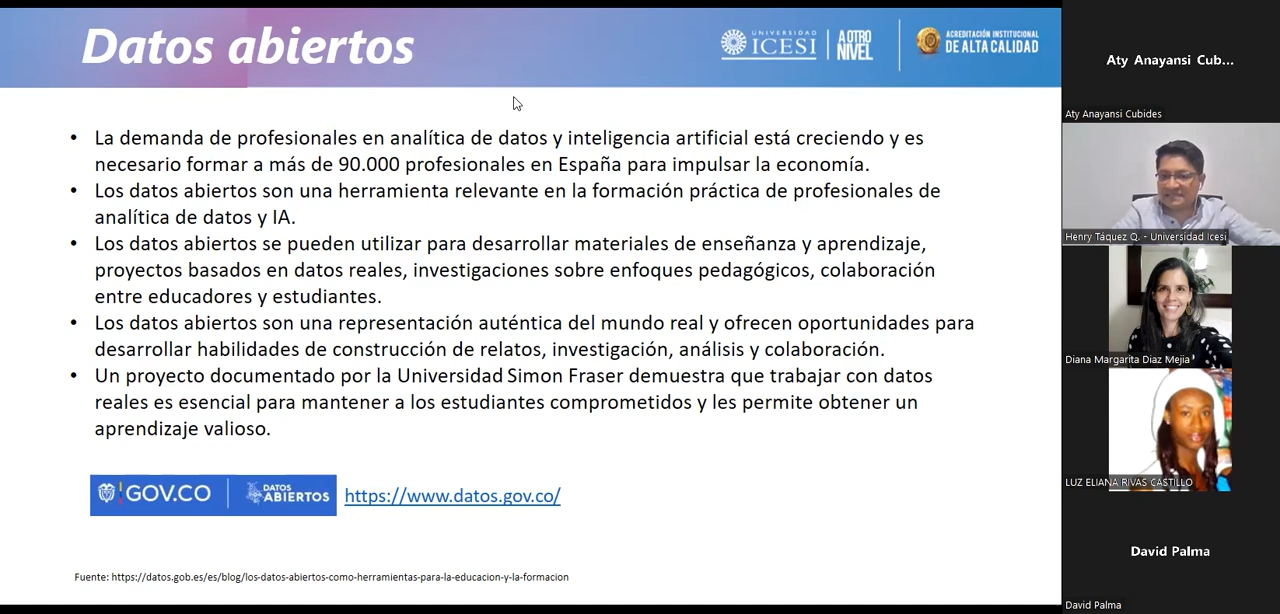 Datos abiertos
UNIVERSIDAD
ICESI
A OTRO
NIVEL
ACREDITACIÓN INSTITUCIONAL
DE ALTA CALIDAD
• La demanda de profesionales en analítica de datos y inteligencia artificial está creciendo y es
necesario formar a más de 90.000 profesionales en España para impulsar la economía.
• Los datos abiertos son una herramienta relevante en la formación práctica de profesionales de
analítica de datos y IA.
• Los datos abiertos se pueden utilizar para desarrollar materiales de enseñanza y aprendizaje,
proyectos basados en datos reales, investigaciones sobre enfoques pedagógicos, colaboración
entre educadores y estudiantes.
• Los datos abiertos son una representación auténtica del mundo real y ofrecen oportunidades para
desarrollar habilidades de construcción de relatos, investigación, análisis y colaboración.
• Un proyecto documentado por la Universidad Simon Fraser demuestra que trabajar con datos
reales es esencial para mantener a los estudiantes comprometidos y les permite obtener un
aprendizaje valioso.
GOV.CO
DATOS
ABIERTOS
https://www.datos.gov.co/
Fuente: https://datos.gob.es/es/blog/los-datos-abiertos-como-herramientas-para-la-educacion-y-la-formacion
Aty Anayansi Cub...
Aty Anayansi Cubides
Henry Táquez Q. - Universidad Icesi
Diana Margarita Diaz Mejia
LUZ ELIANA RIVAS CASTILLO
David Palma
David Palma